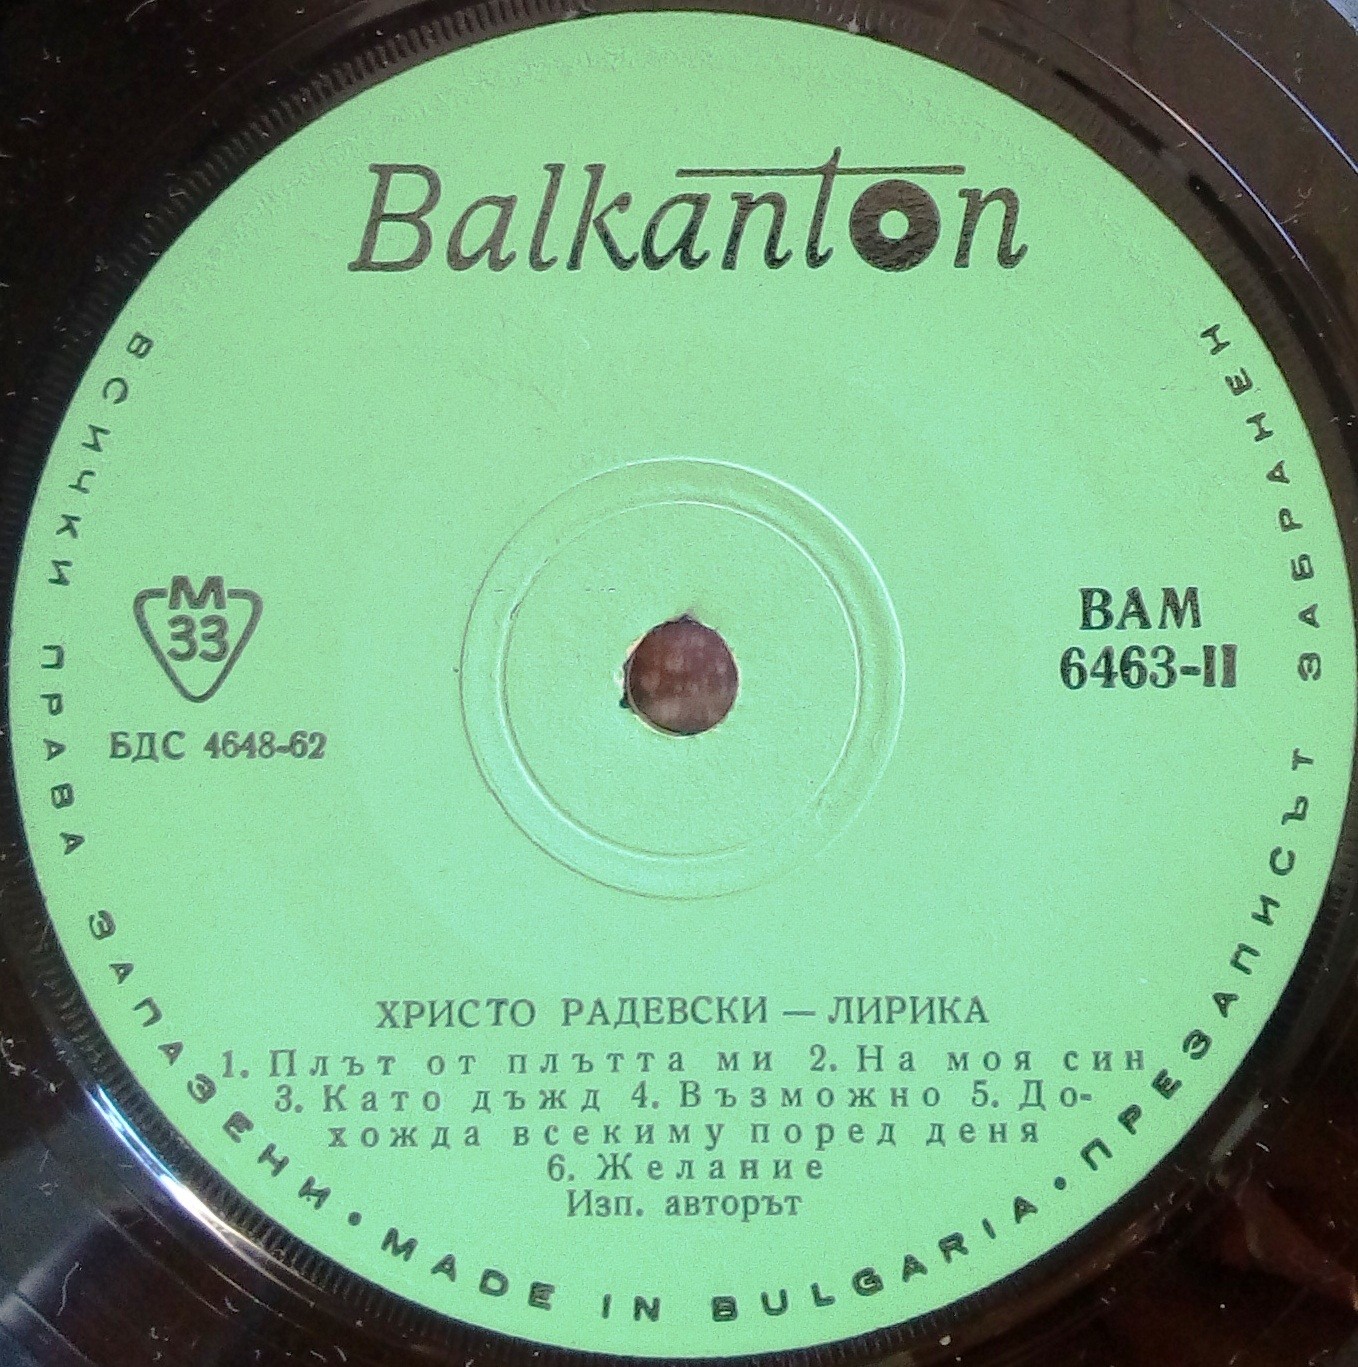 Balkanton
M
33
БДС 4648-62
ВАМ
6463-II
ХРИСТО РАДЕВСКИ — ЛИРИКА
1. Плът от плътта ми 2. На моя син
3. Като дъжд 4. Възможно 5. До-
хожда всекиму поред деня
6. Желание
Изп. авторът
ВСИЧКИ ПРАВА ЗАПАЗЕНИ • MADE IN BULGARIA • ПРЕЗАПИСЪТ ЗАБРАНЕН